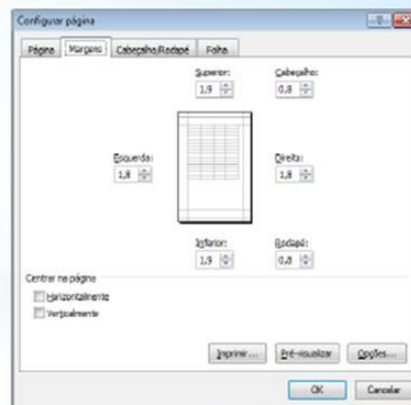 Configurar página
Página Margens Cabeçalho/Rodapé Folha
Superior: Cabeçalho:
1,9 0,8
Esquerda: Direita:
1,8 1,8
Inferior: Rodapé:
1,9 0,8
Centrar na página
Horizontalmente
Verticalmente
Imprimir... Pré-visualizar Opções...
OK Cancelar